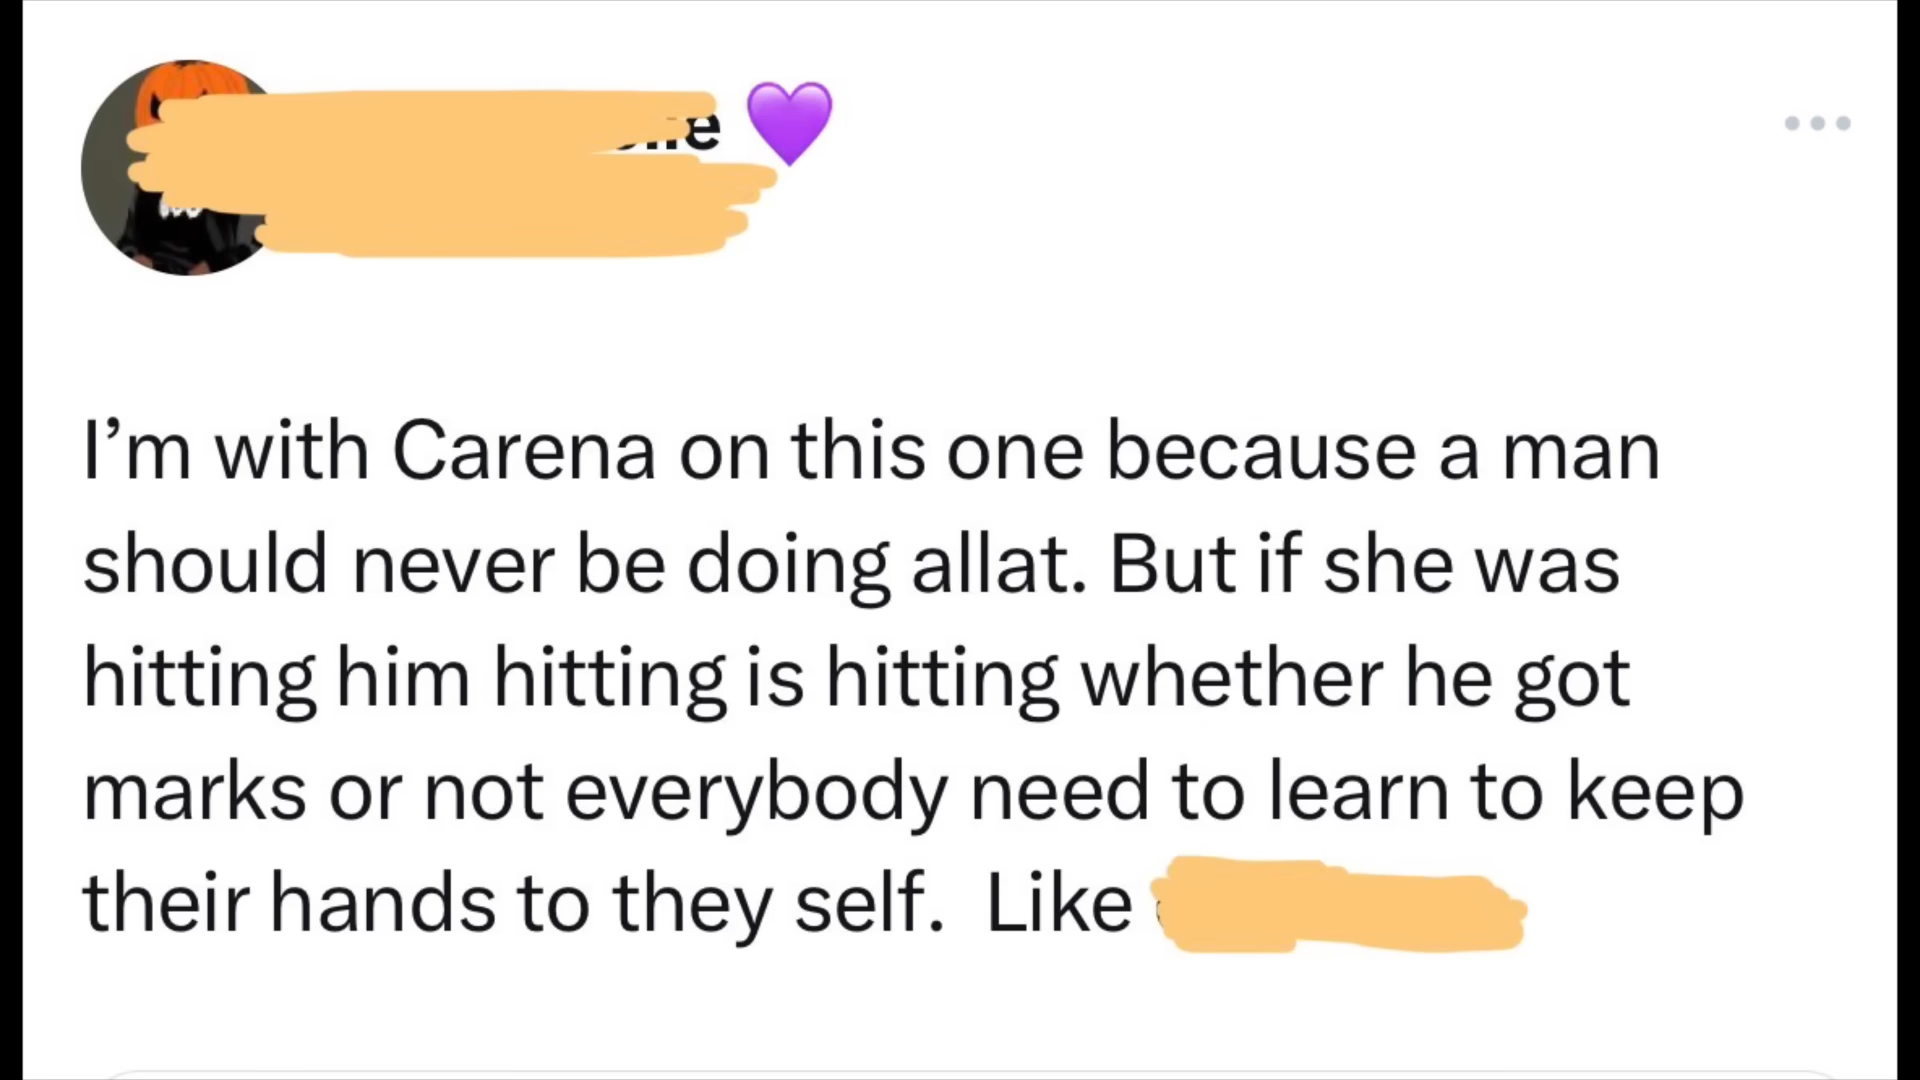 I’m with Carena on this one because a man
should never be doing allat. But if she was
hitting him hitting is hitting whether he got
marks or not everybody need to learn to keep
their hands to they self.  Like